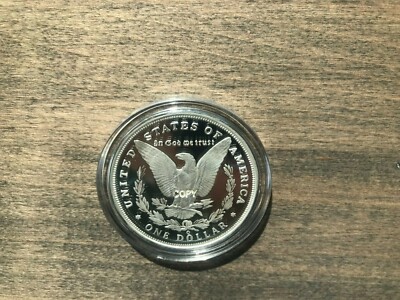 UNITED STATES OF AMERICA
In God we trust
COPY
ONE DOLLAR